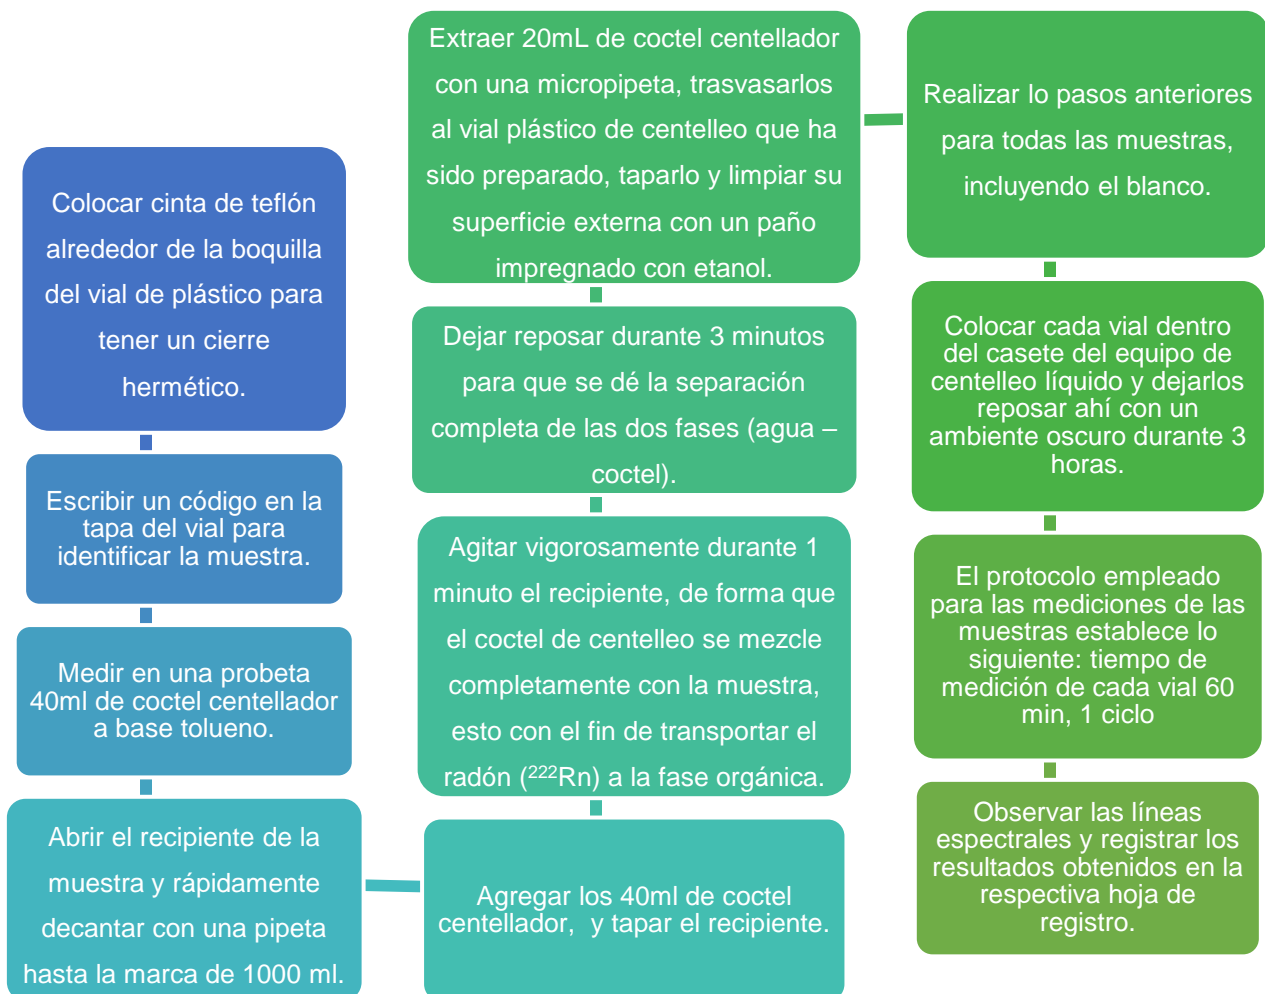 Colocar cinta de teflón
alrededor de la boquilla
del vial de plástico para
tener un cierre
hermético.
Escribir un código en la
tapa del vial para
identificar la muestra.
Medir en una probeta
40ml de coctel centellador
a base tolueno.
Abrir el recipiente de la
muestra y rápidamente
decantar con una pipeta
hasta la marca de 1000 ml.
Agregar los 40ml de coctel
centellador, y tapar el recipiente.
Agitar vigorosamente durante 1
minuto el recipiente, de forma que
el coctel de centelleo se mezcle
completamente con la muestra,
esto con el fin de transportar el
radón (²²²Rn) a la fase orgánica.
Dejar reposar durante 3 minutos
para que se dé la separación
completa de las dos fases (agua –
coctel).
Extraer 20mL de coctel centellador
con una micropipeta, trasvasarlos
al vial plástico de centelleo que ha
sido preparado, taparlo y limpiar su
superficie externa con un paño
impregnado con etanol.
Realizar lo pasos anteriores
para todas las muestras,
incluyendo el blanco.
Colocar cada vial dentro
del casete del equipo de
centelleo líquido y dejarlos
reposar ahí con un
ambiente oscuro durante 3
horas.
El protocolo empleado
para las mediciones de las
muestras establece lo
siguiente: tiempo de
medición de cada vial 60
min, 1 ciclo
Observar las líneas
espectrales y registrar los
resultados obtenidos en la
respectiva hoja de
registro.